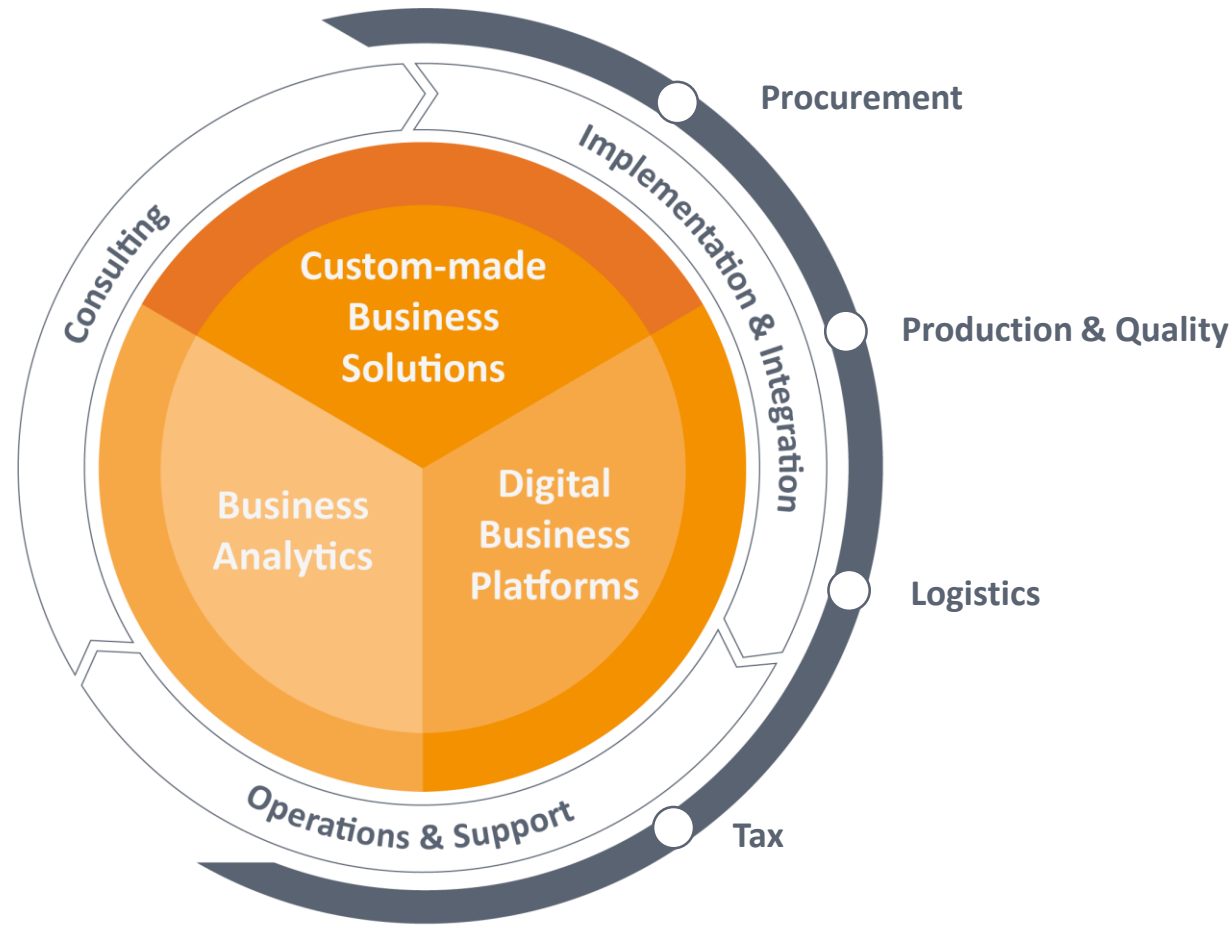 Procurement
Implementation & Integration
Consulting
Custom-made
Business
Solutions
Production & Quality
Digital
Business
Platforms
Business
Analytics
Logistics
Operations & Support
Tax